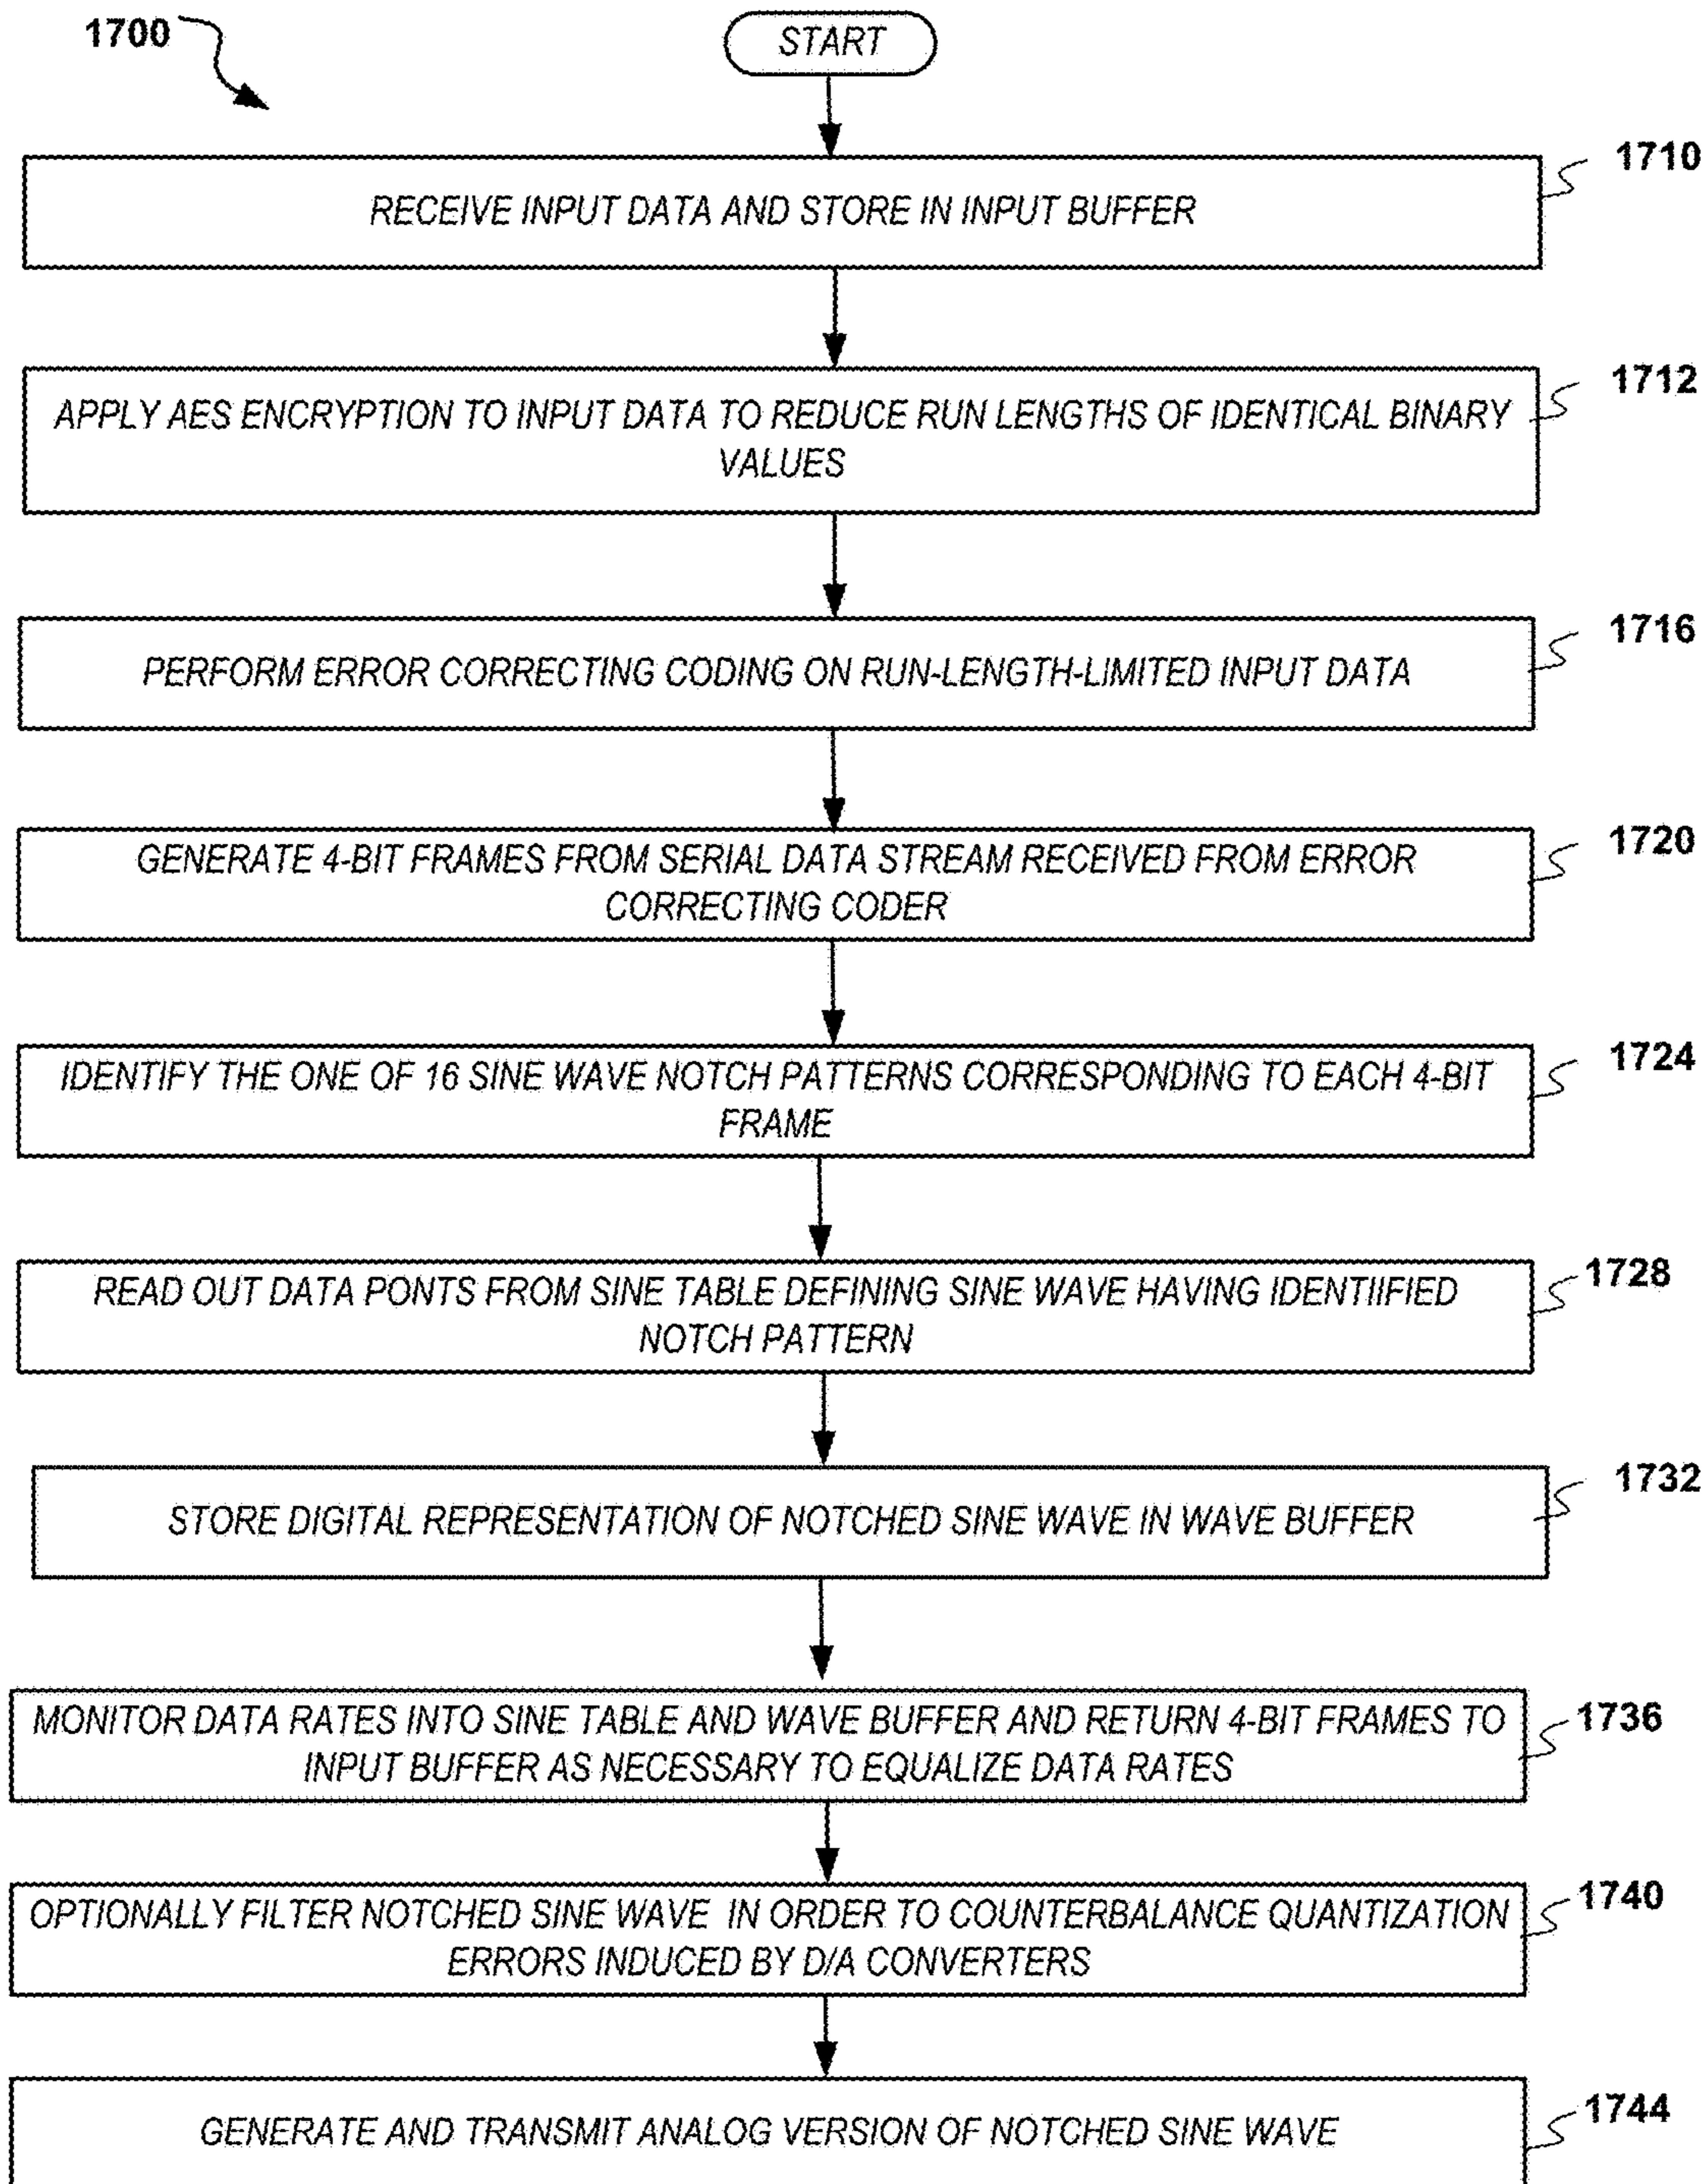 1700
START
1710
RECEIVE INPUT DATA AND STORE IN INPUT BUFFER
1712
APPLY AES ENCRYPTION TO INPUT DATA TO REDUCE RUN LENGTHS OF IDENTICAL BINARY
VALUES
1716
PERFORM ERROR CORRECTING CODING ON RUN-LENGTH-LIMITED INPUT DATA
1720
GENERATE 4-BIT FRAMES FROM SERIAL DATA STREAM RECEIVED FROM ERROR
CORRECTING CODER
1724
IDENTIFY THE ONE OF 16 SINE WAVE NOTCH PATTERNS CORRESPONDING TO EACH 4-BIT
FRAME
1728
READ OUT DATA PONTS FROM SINE TABLE DEFINING SINE WAVE HAVING IDENTIIFIED
NOTCH PATTERN
1732
STORE DIGITAL REPRESENTATION OF NOTCHED SINE WAVE IN WAVE BUFFER
1736
MONITOR DATA RATES INTO SINE TABLE AND WAVE BUFFER AND RETURN 4-BIT FRAMES TO
INPUT BUFFER AS NECESSARY TO EQUALIZE DATA RATES
1740
OPTIONALLY FILTER NOTCHED SINE WAVE IN ORDER TO COUNTERBALANCE QUANTIZATION
ERRORS INDUCED BY D/A CONVERTERS
1744
GENERATE AND TRANSMIT ANALOG VERSION OF NOTCHED SINE WAVE